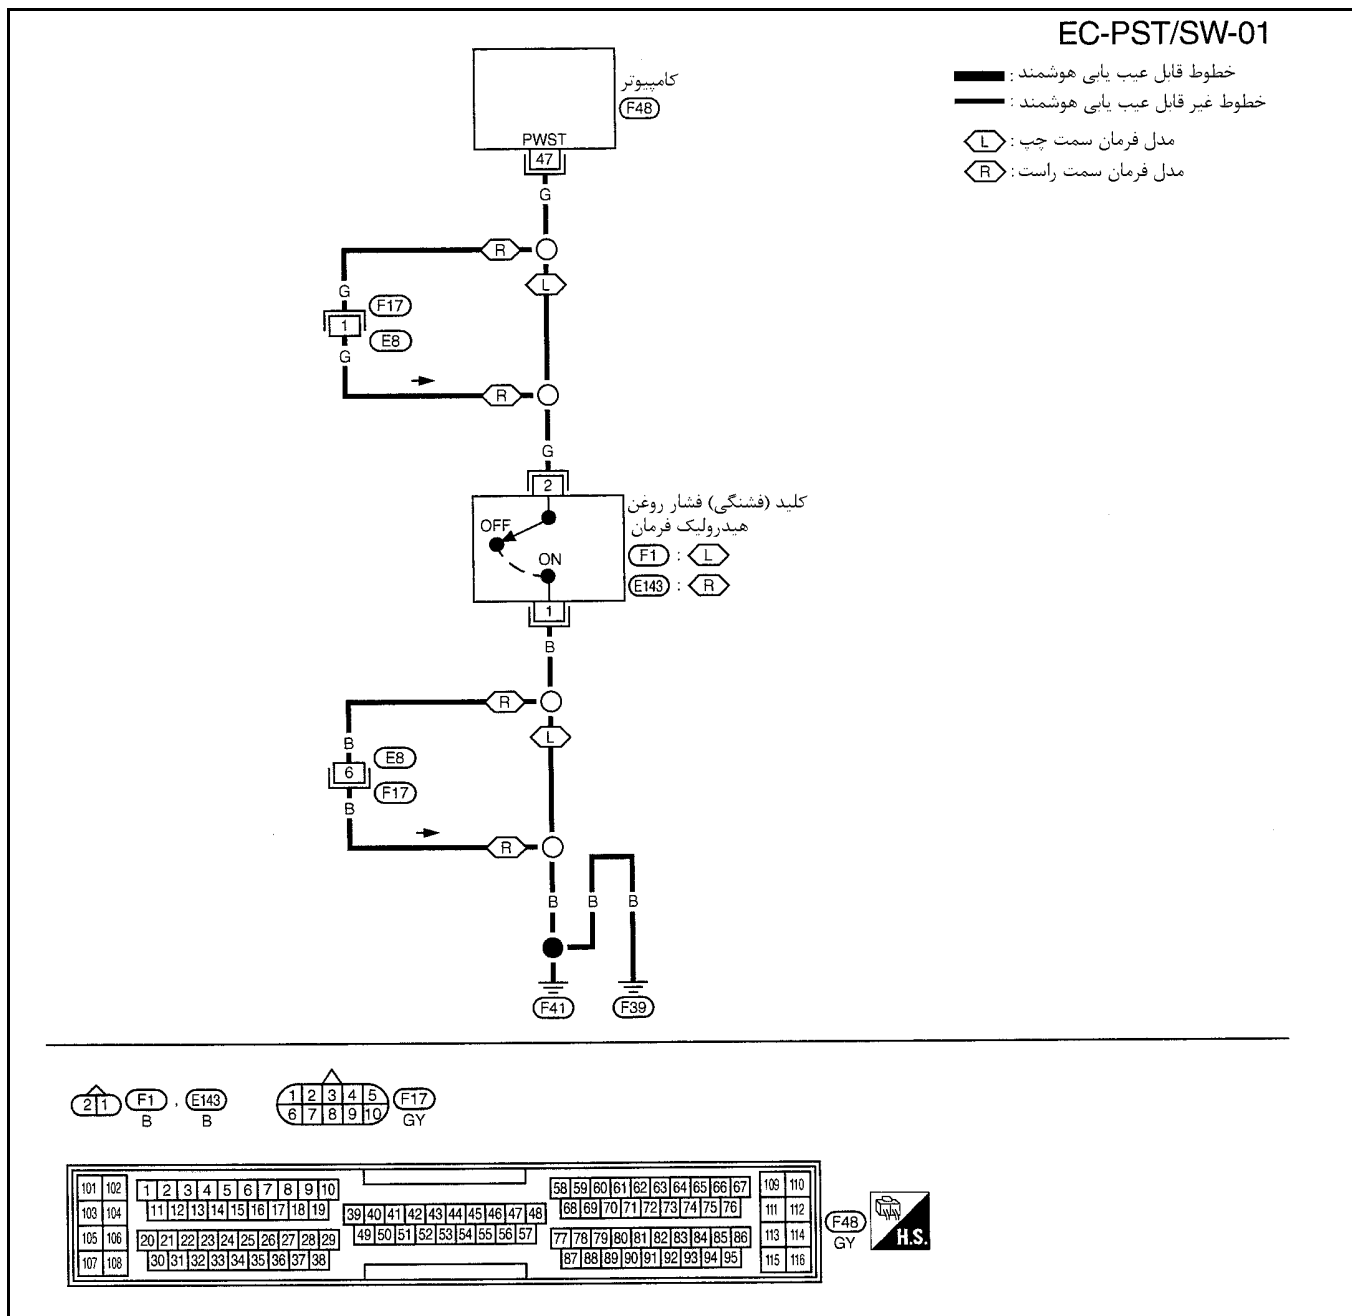 EC-PST/SW-01
خطوط قابل عیب یابی هوشمند :
خطوط غیر قابل عیب یابی هوشمند :
مدل فرمان سمت چپ : L
مدل فرمان سمت راست : R
کامپیوتر
F48
PWST
47
G
R
L
G
F17
1
E8
G
R
G
2
کلید (فشنگی) فشار روغن
هیدرولیک فرمان
OFF
ON
F1 : L
E143 : R
1
B
R
L
B
E8
6
F17
B
R
B B B
F41 F39
2 1 F1 , E143
B B
1 2 3 4 5
6 7 8 9 10
F17
GY
101 102
103 104
105 106
107 108
1 2 3 4 5 6 7 8 9 10
11 12 13 14 15 16 17 18 19
20 21 22 23 24 25 26 27 28 29
30 31 32 33 34 35 36 37 38
39 40 41 42 43 44 45 46 47 48
49 50 51 52 53 54 55 56 57
58 59 60 61 62 63 64 65 66 67
68 69 70 71 72 73 74 75 76
77 78 79 80 81 82 83 84 85 86
87 88 89 90 91 92 93 94 95
109 110
111 112
113 114
115 116
F48
GY
H.S.